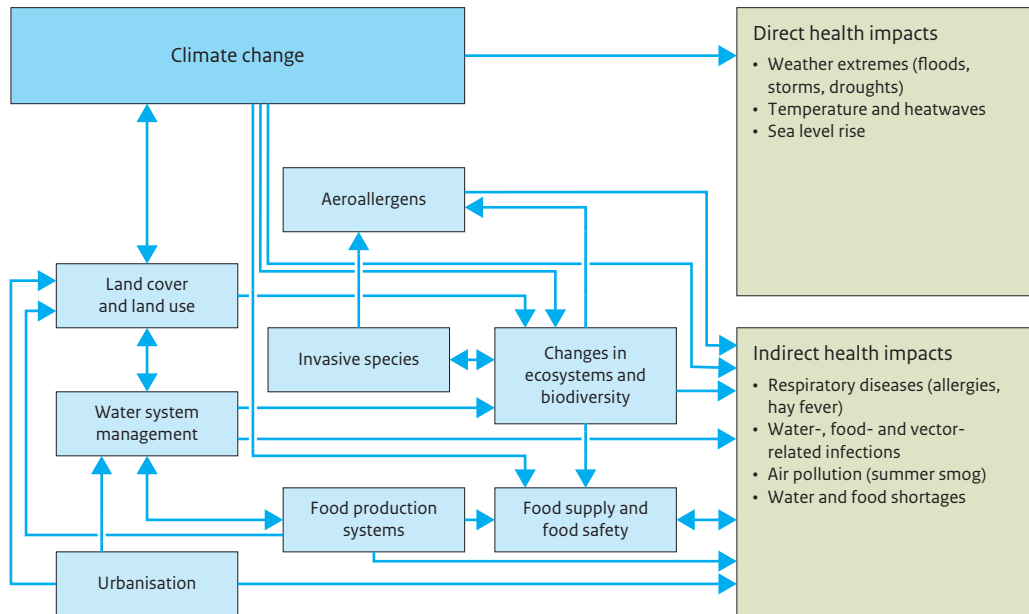 Climate change
Direct health impacts
• Weather extremes (floods,
storms, droughts)
• Temperature and heatwaves
• Sea level rise
Aeroallergens
Land cover
and land use
Invasive species
Changes in
ecosystems and
biodiversity
Indirect health impacts
• Respiratory diseases (allergies,
hay fever)
• Water-, food- and vector-
related infections
• Air pollution (summer smog)
• Water and food shortages
Water system
management
Food production
systems
Food supply and
food safety
Urbanisation